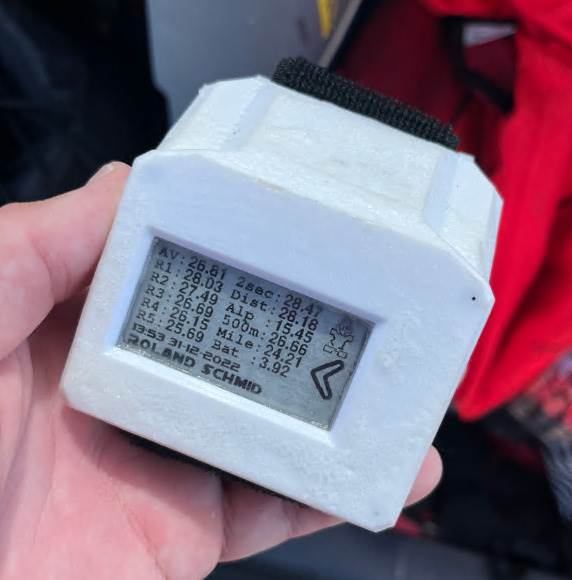 AV:26.81 2sec:28.47
R1:28.03 Dist:28.18
R2:27.49 Alp :15.45
R3:26.69 500m:26.66
R4:26.15 Mile:24.21
R5:25.69 Bat :3.92
13:53 31-12-2022
ROLAND SCHMID